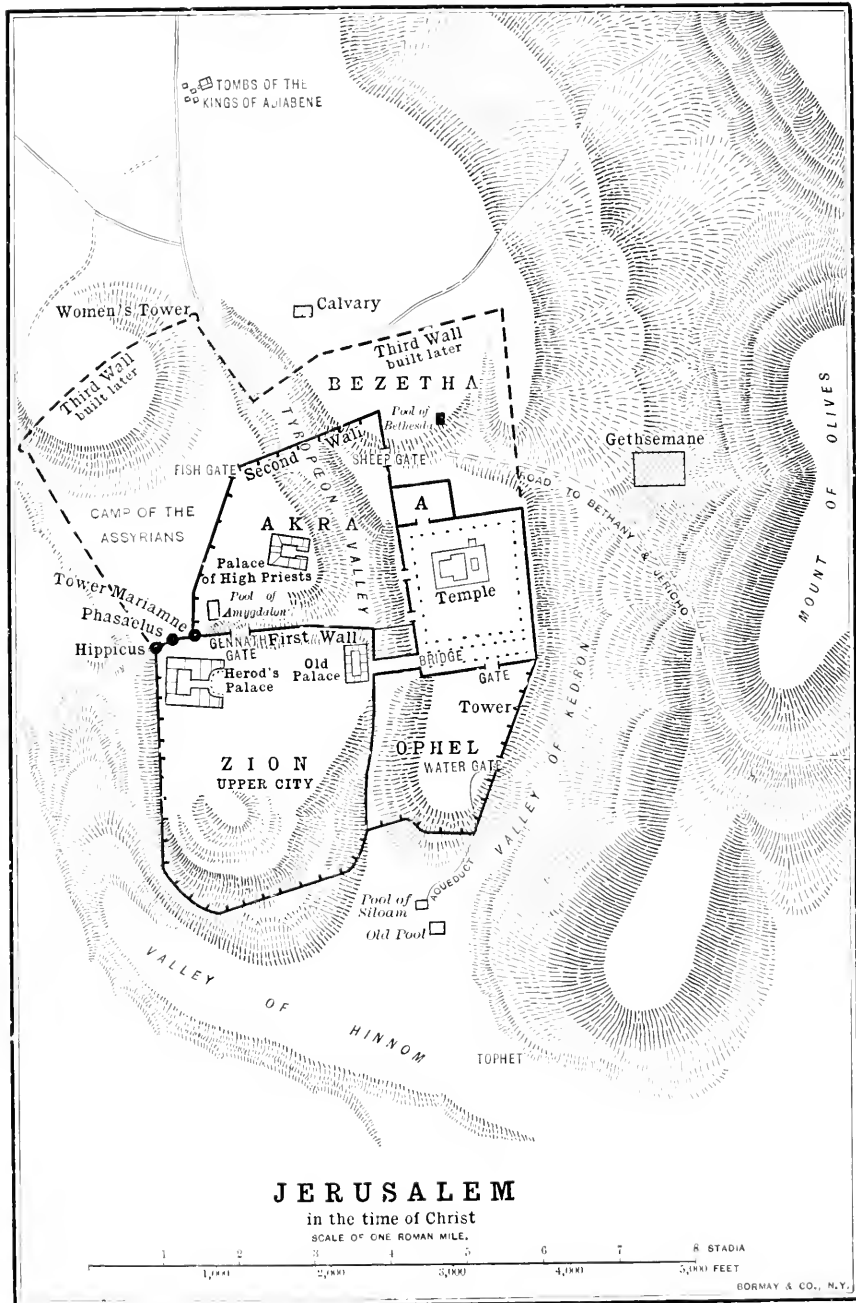 TOMBS OF THE
KINGS OF ADIABENE
Women's Tower
Calvary
Third Wall
built later
Third Wall
built later
BEZETHA
Pool of
Bethesda
TYROPŒON VALLEY
Second Wall
FISH GATE
SHEEP GATE
Gethsemane
MOUNT OF OLIVES
ROAD TO BETHANY & JERICHO
CAMP OF THE
ASSYRIANS
AKRA
A
Palace
of High Priests
Temple
Pool of
Amygdalon
Tower Mariamne
Phasaelus
Hippicus
GENNATH
GATE
First Wall
Herod's
Palace
Old
Palace
BRIDGE
GATE
Tower
ZION
UPPER CITY
OPHEL
WATER GATE
VALLEY OF KEDRON
AQUEDUCT
Pool of
Siloam
Old Pool
VALLEY OF HINNOM
TOPHET
JERUSALEM
in the time of Christ
SCALE OF ONE ROMAN MILE.
1 2 3 4 5 6 7 8 STADIA
1,000 2,000 3,000 4,000 5,000 FEET
BORMAY & CO., N.Y.